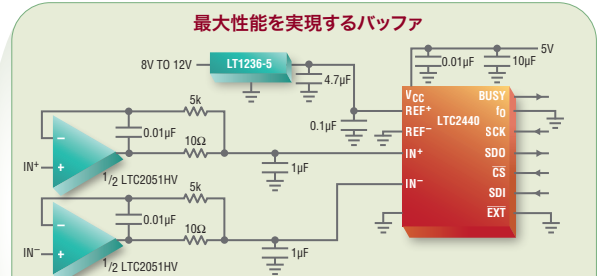 最大性能を実現するバッファ
8V TO 12V
LT1236-5
4.7µF
0.01µF
10µF
5V
0.1µF
VCC
REF+
REF–
IN+
IN–
LTC2440
BUSY
fO
SCK
SDO
CS
SDI
EXT
5k
0.01µF
10Ω
IN+
1µF
1/2 LTC2051HV
5k
0.01µF
10Ω
IN–
1µF
1/2 LTC2051HV